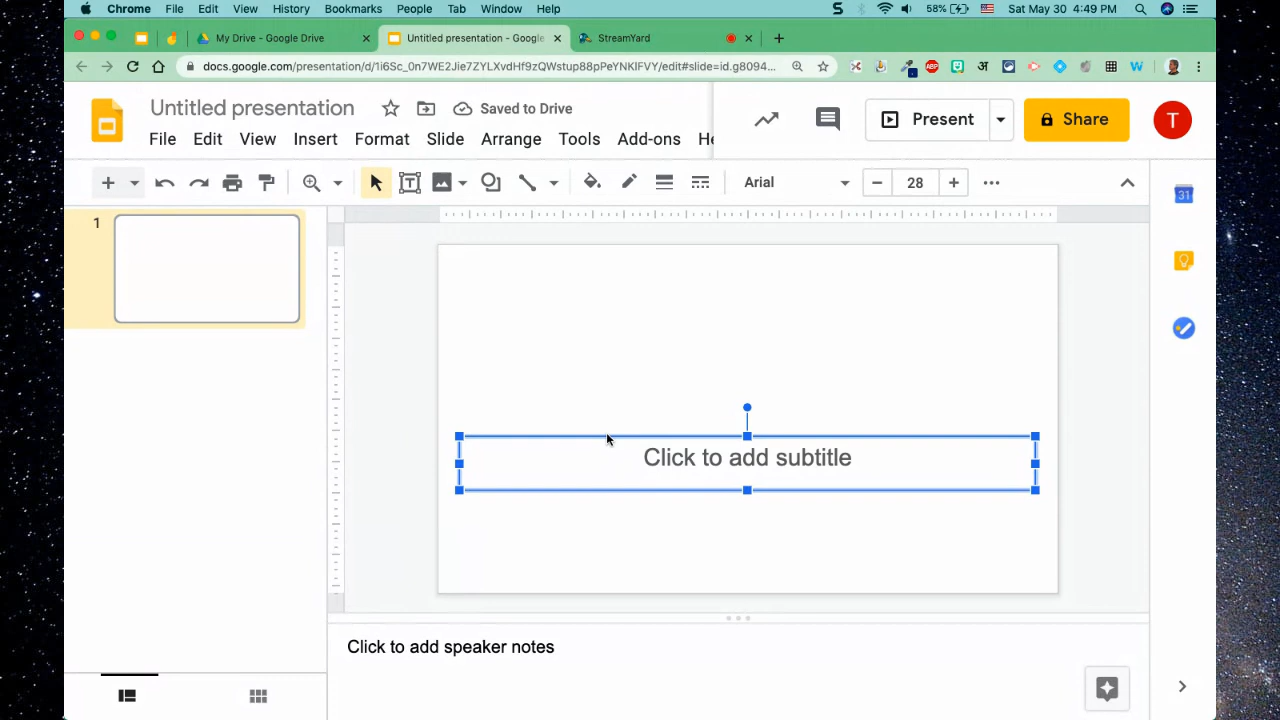 Chrome File Edit View History Bookmarks People Tab Window Help 58% Sat May 30 4:49 PM
My Drive - Google Drive Untitled presentation - Google StreamYard
docs.google.com/presentation/d/1i6Sc_0n7WE2Jie7ZYLXvdHf9zQWstup88pPeYNKlFVY/edit#slide=id.g8094...
Untitled presentation Saved to Drive
Present Share T
File Edit View Insert Format Slide Arrange Tools Add-ons He
Arial 28
31
1
Click to add subtitle
Click to add speaker notes